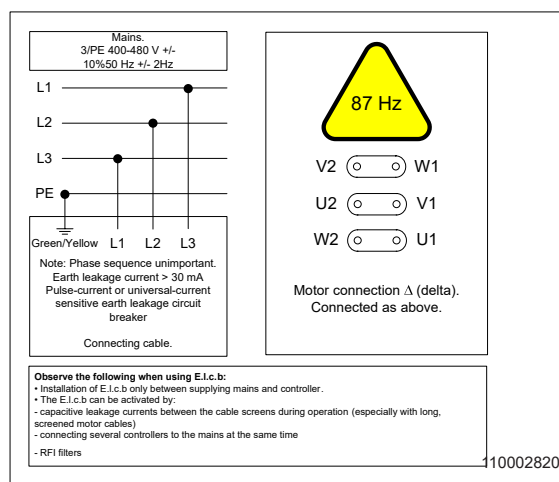 Mains.
3/PE 400-480 V +/-
10%50 Hz +/- 2Hz
L1
L2
L3
PE
Green/Yellow L1 L2 L3
Note: Phase sequence unimportant.
Earth leakage current > 30 mA
Pulse-current or universal-current
sensitive earth leakage circuit
breaker
Connecting cable.
87 Hz
V2 W1
U2 V1
W2 U1
Motor connection Δ (delta).
Connected as above.
Observe the following when using E.l.c.b:
• Installation of E.l.c.b only between supplying mains and controller.
• The E.l.c.b can be activated by:
- capacitive leakage currents between the cable screens during operation (especially with long,
screened motor cables)
- connecting several controllers to the mains at the same time
- RFI filters
110002820